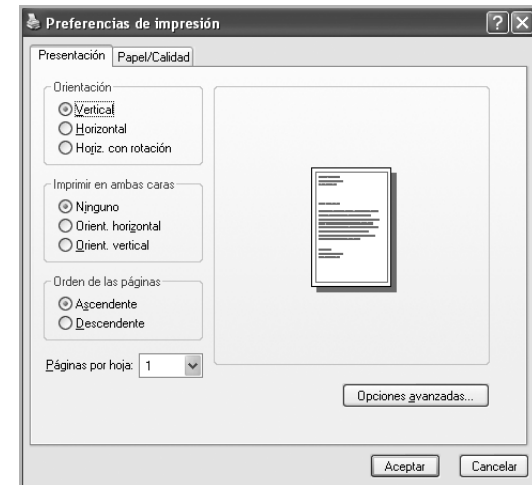 Preferencias de impresión
Presentación Papel/Calidad
Orientación
Vertical
Horizontal
Horiz. con rotación
Imprimir en ambas caras
Ninguno
Orient. horizontal
Orient. vertical
Orden de las páginas
Ascendente
Descendente
Páginas por hoja: 1
Opciones avanzadas...
Aceptar Cancelar